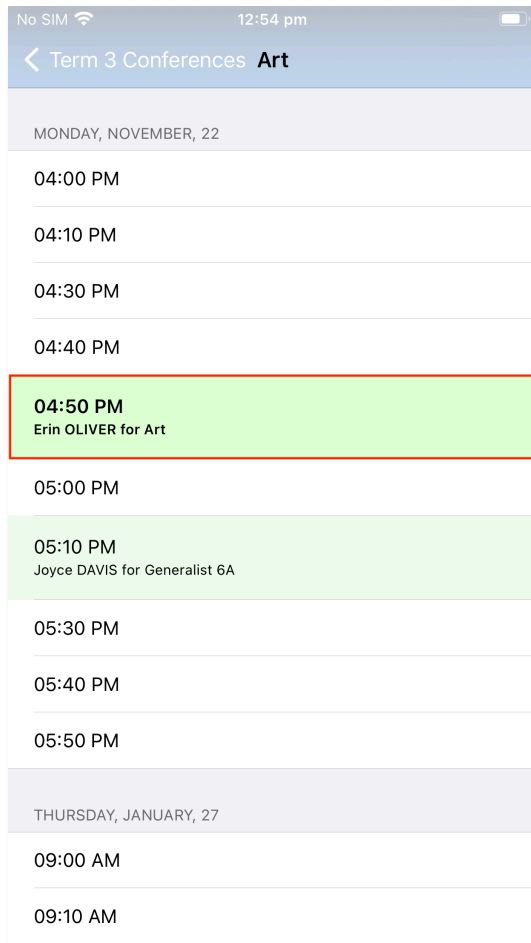 No SIM 12:54 pm
Term 3 Conferences Art
MONDAY, NOVEMBER, 22
04:00 PM
04:10 PM
04:30 PM
04:40 PM
04:50 PM
Erin OLIVER for Art
05:00 PM
05:10 PM
Joyce DAVIS for Generalist 6A
05:30 PM
05:40 PM
05:50 PM
THURSDAY, JANUARY, 27
09:00 AM
09:10 AM